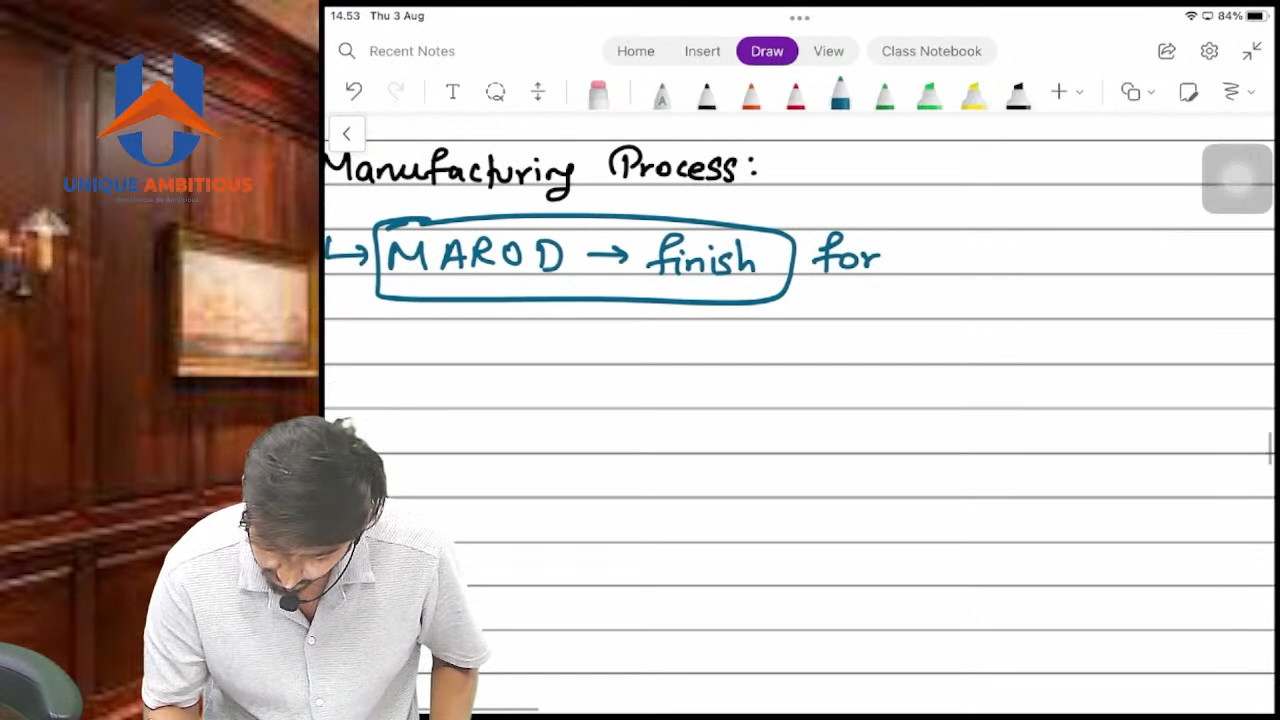 14.53 Thu 3 Aug
84%
Recent Notes
Home Insert Draw View Class Notebook
UNIQUE AMBITIOUS
Manufacturing Process:
↳ MAROD → finish for